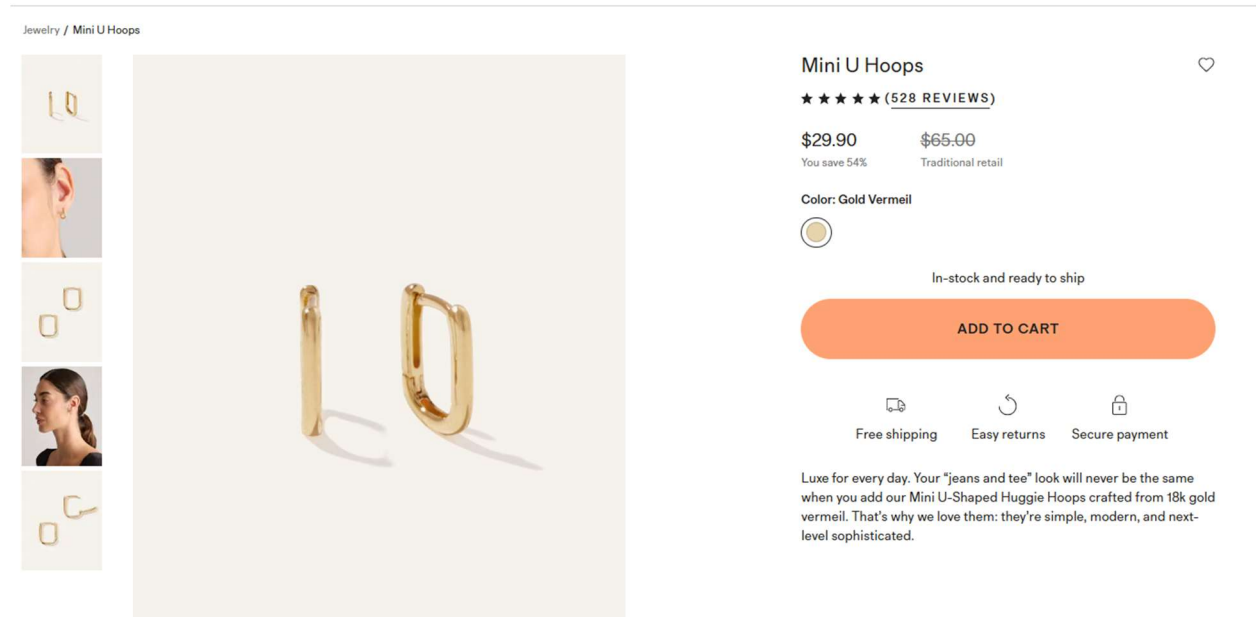 Jewelry / Mini U Hoops
Mini U Hoops
(528 REVIEWS)
$29.90 $65.00
You save 54% Traditional retail
Color: Gold Vermeil
In-stock and ready to ship
ADD TO CART
Free shipping Easy returns Secure payment
Luxe for every day. Your “jeans and tee” look will never be the same
when you add our Mini U-Shaped Huggie Hoops crafted from 18k gold
vermeil. That’s why we love them: they’re simple, modern, and next-
level sophisticated.